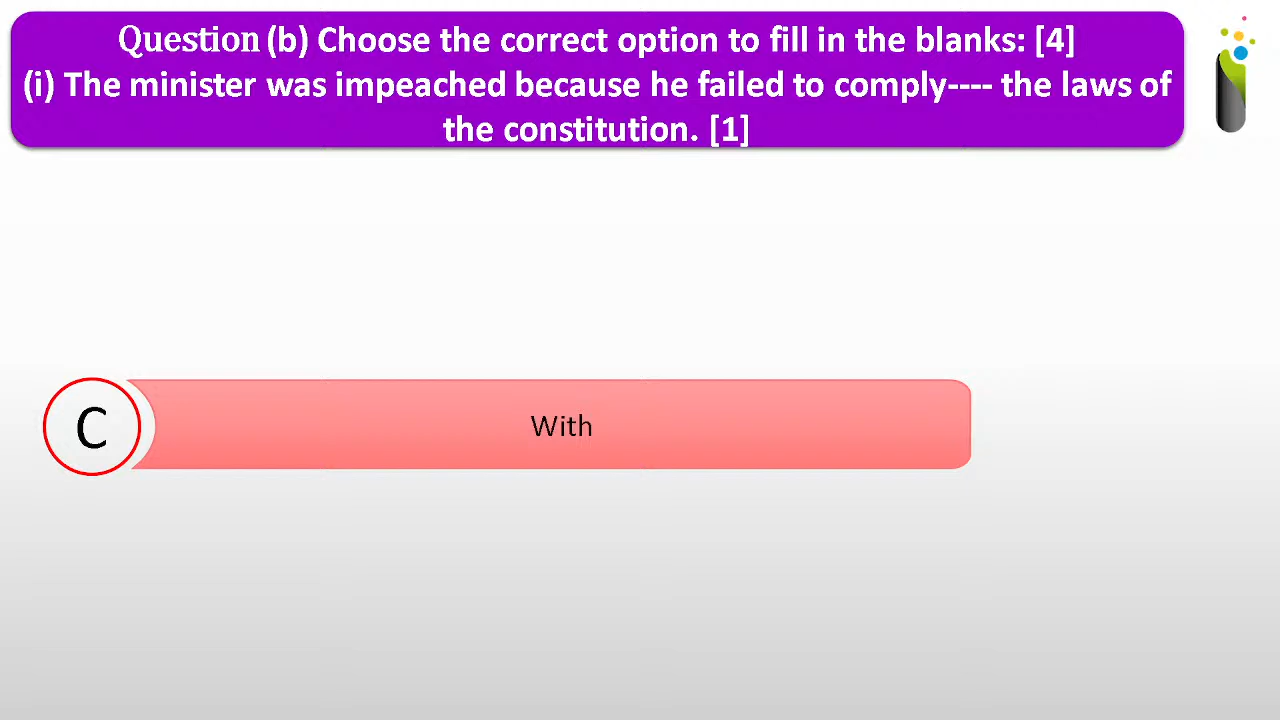 Question (b) Choose the correct option to fill in the blanks: [4]
(i) The minister was impeached because he failed to comply---- the laws of
the constitution. [1]
C
With